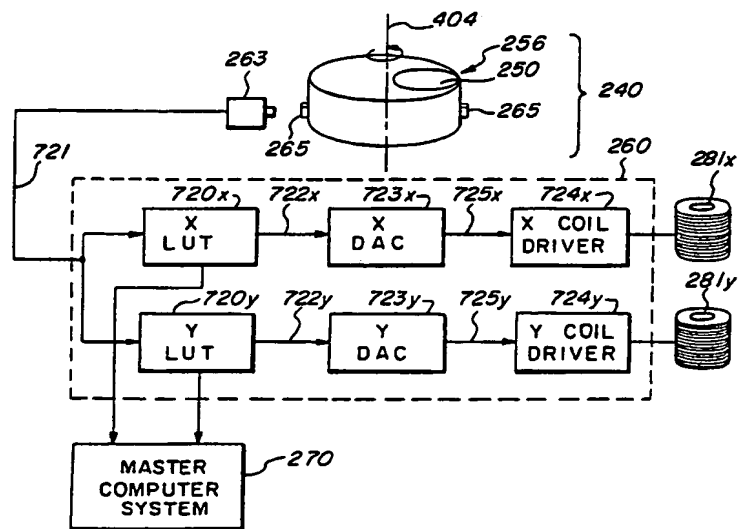 404
256
250
263
240
265
265
721
260
281x
720x
722x
723x
725x
724x
X
LUT
X
DAC
X COIL
DRIVER
281y
720y
722y
723y
725y
724y
Y
LUT
Y
DAC
Y COIL
DRIVER
270
MASTER
COMPUTER
SYSTEM